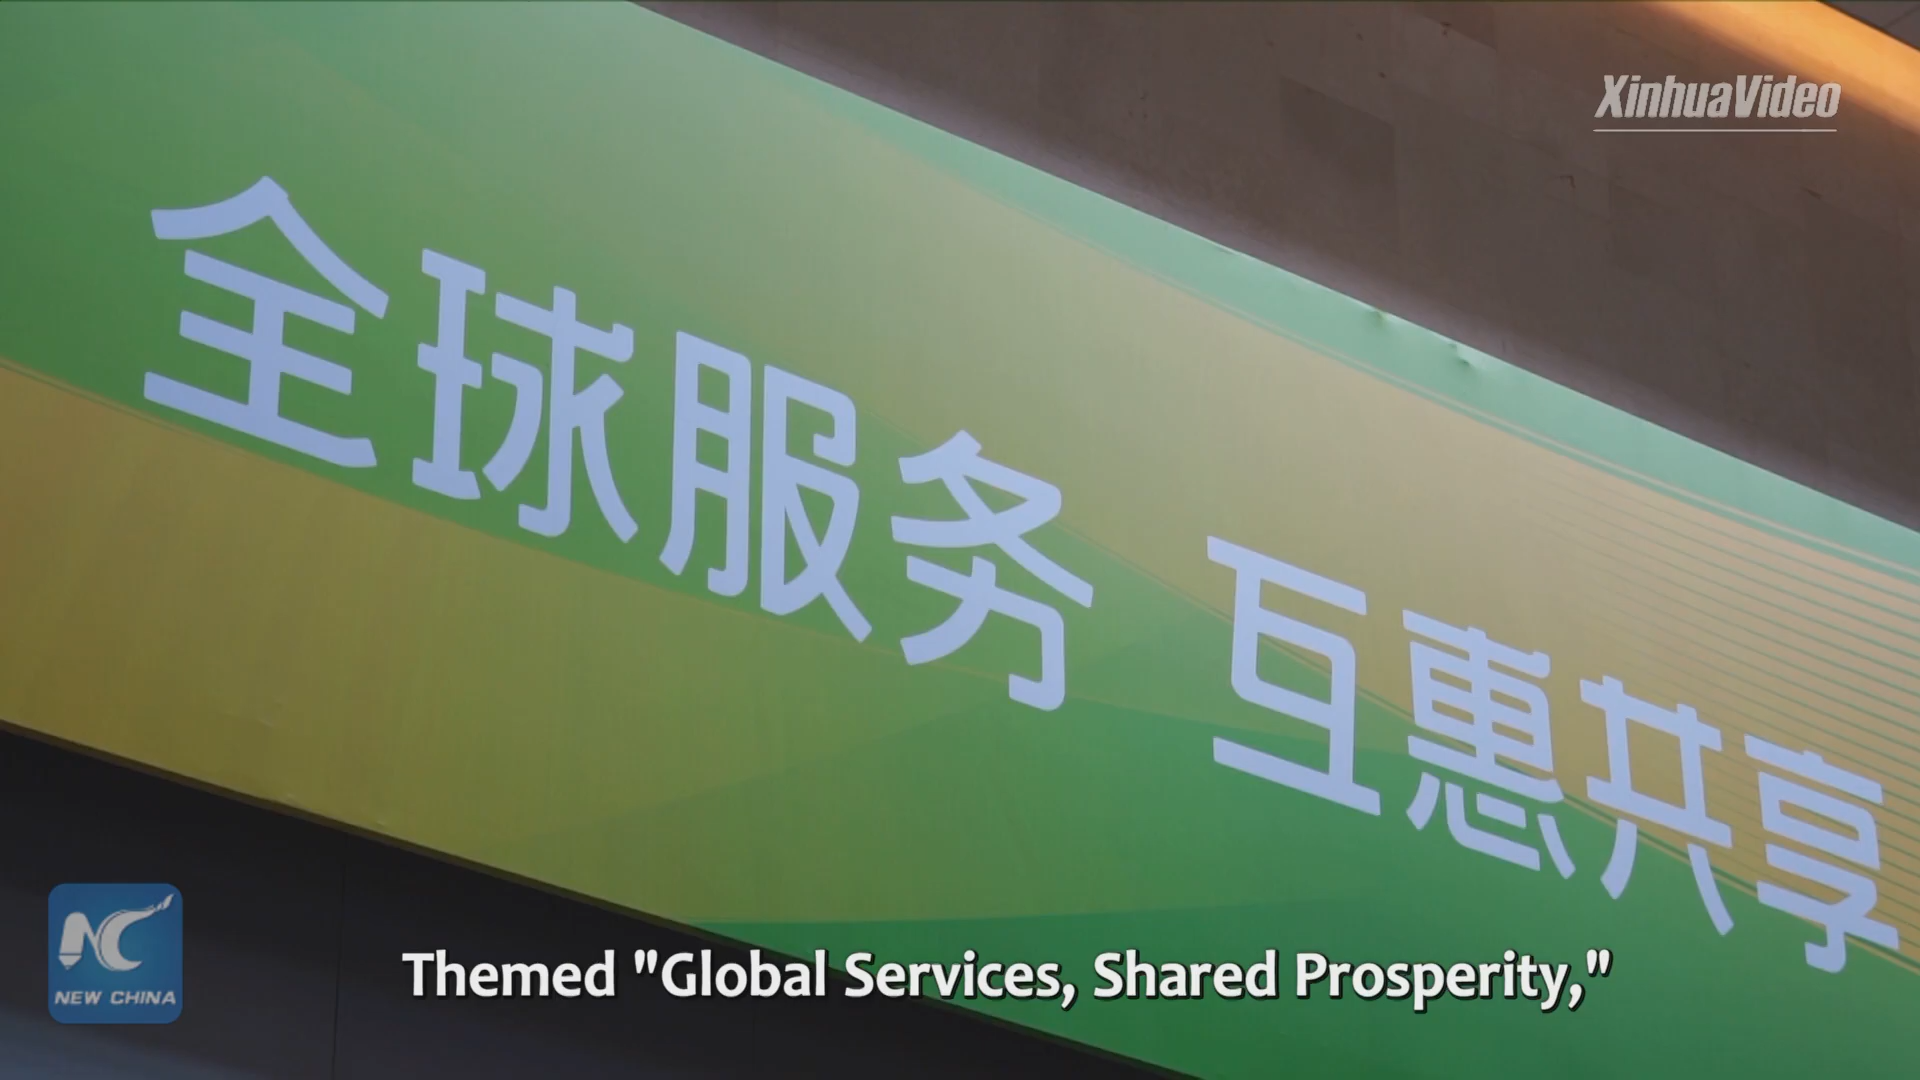 XinhuaVideo
全球服务 互惠共享
NEW CHINA
Themed "Global Services, Shared Prosperity,"